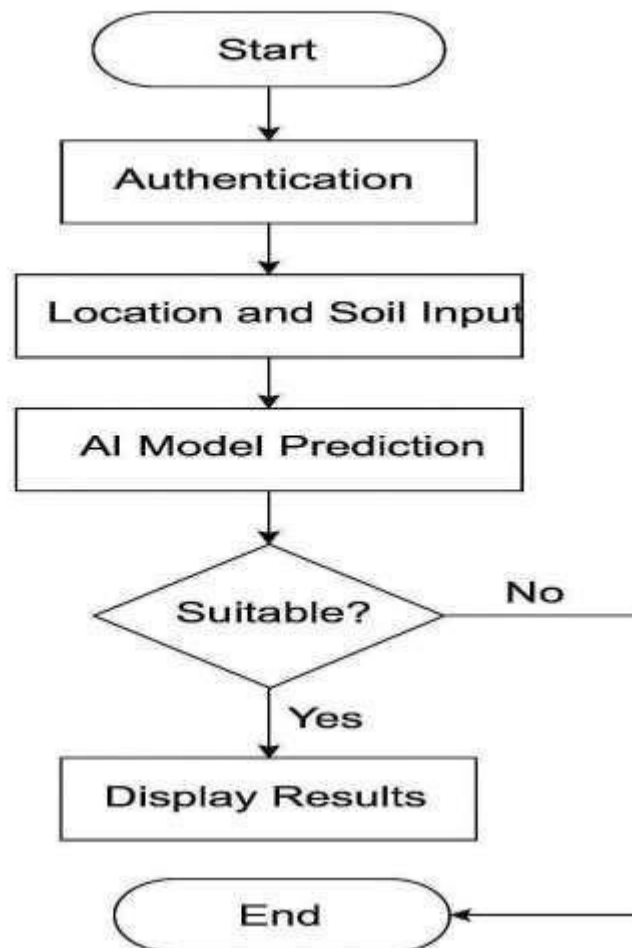 Start
Authentication
Location and Soil Input
AI Model Prediction
Suitable?
No
Yes
Display Results
End